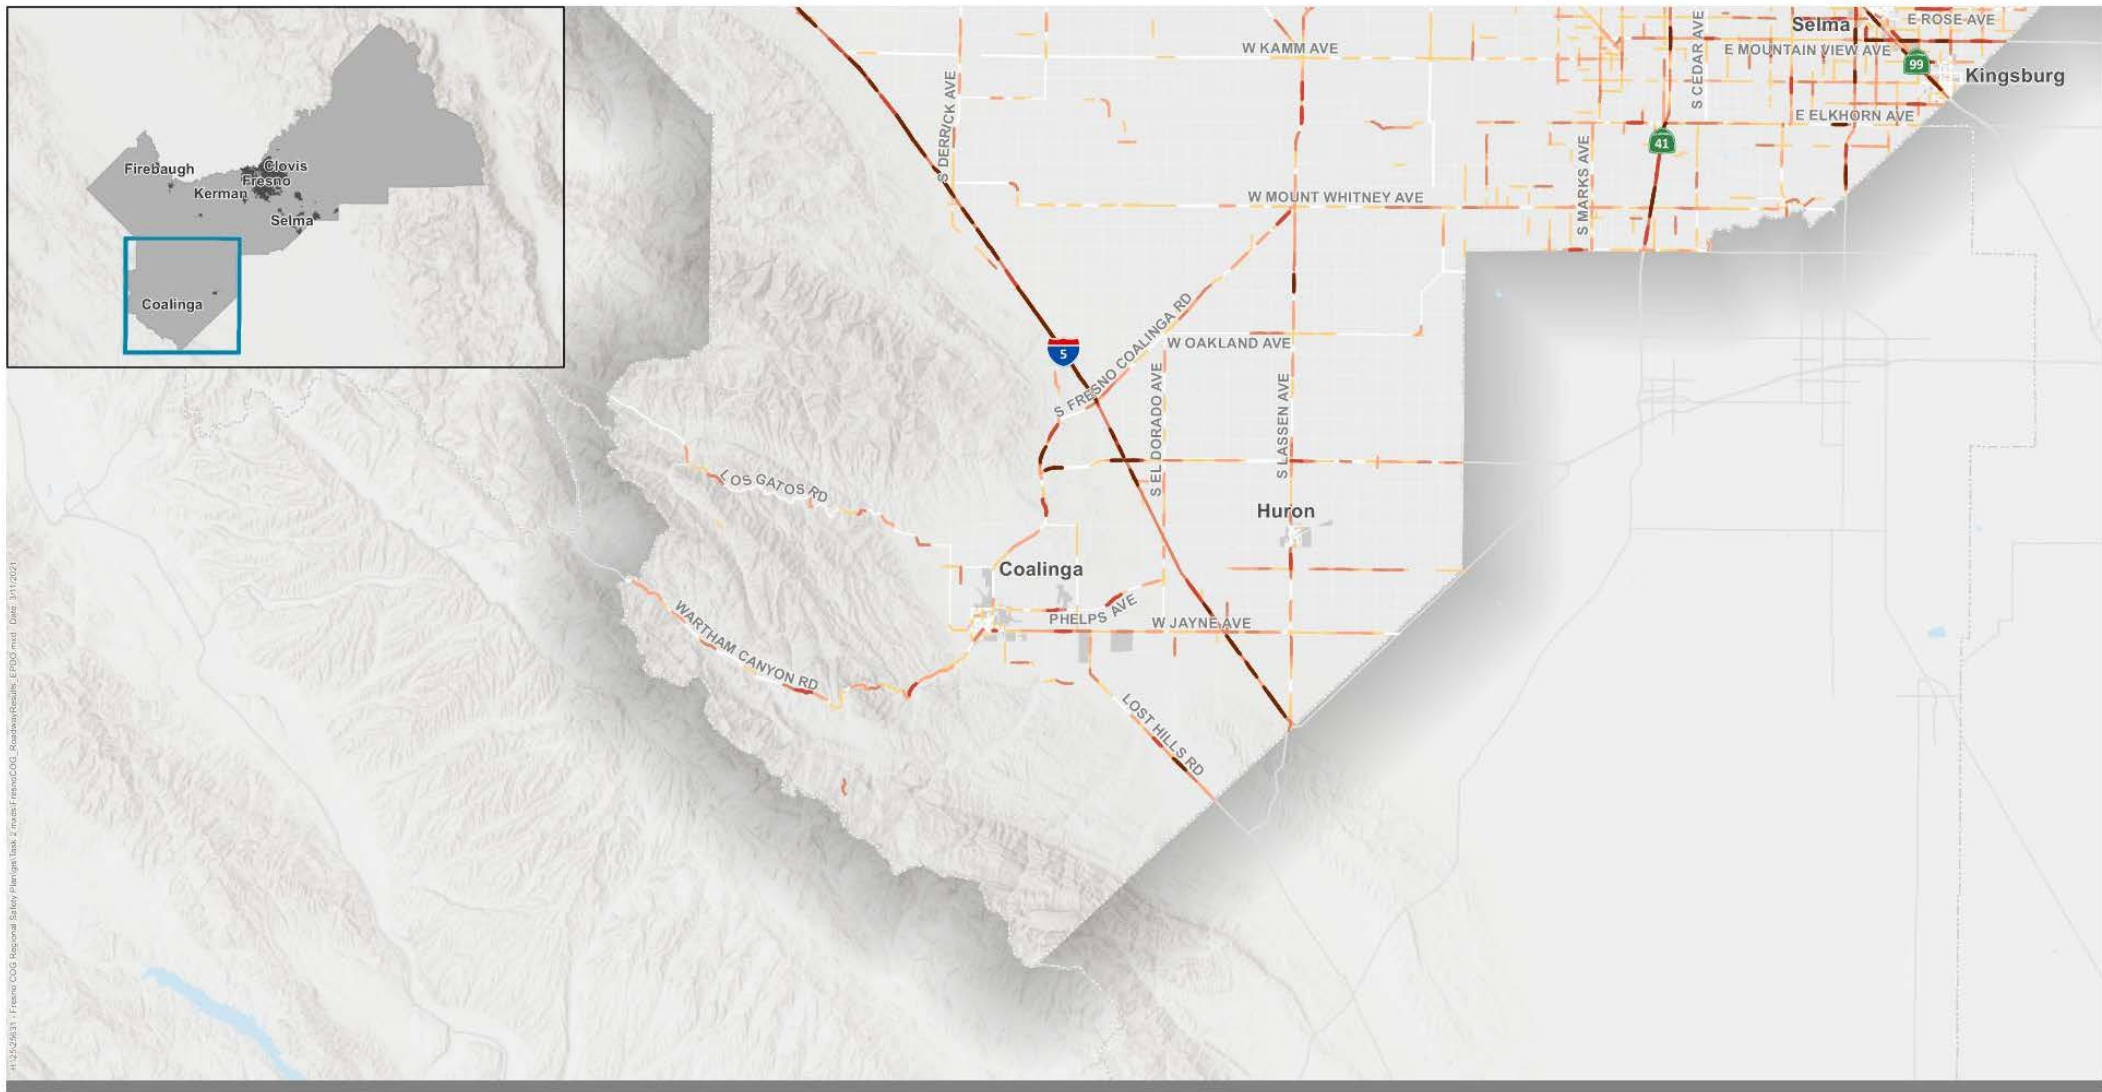 Firebaugh
Clovis
Fresno
Kerman
Selma
Coalinga
Selma
E ROSE AVE
W KAMM AVE
E MOUNTAIN VIEW AVE
99
Kingsburg
S CEDAR AVE
S DERRICK AVE
E ELKHORN AVE
41
S MARKS AVE
W MOUNT WHITNEY AVE
5
S FRESNO COALINGA RD
W OAKLAND AVE
S EL DORADO AVE
S LASSEN AVE
LOS GATOS RD
Huron
Coalinga
PHELPS AVE
W JAYNE AVE
WARTHAM CANYON RD
LOST HILLS RD